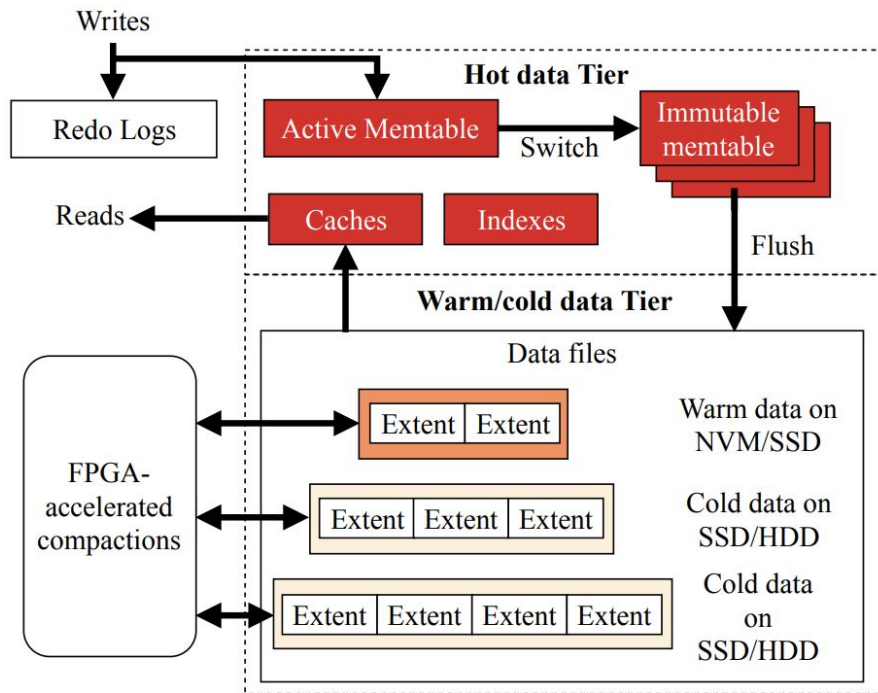 Writes
Hot data Tier
Redo Logs
Active Memtable
Switch
Immutable
memtable
Reads
Caches
Indexes
Flush
Warm/cold data Tier
Data files
FPGA-
accelerated
compactions
Extent Extent
Warm data on
NVM/SSD
Extent Extent Extent
Cold data on
SSD/HDD
Extent Extent Extent Extent
Cold data
on
SSD/HDD